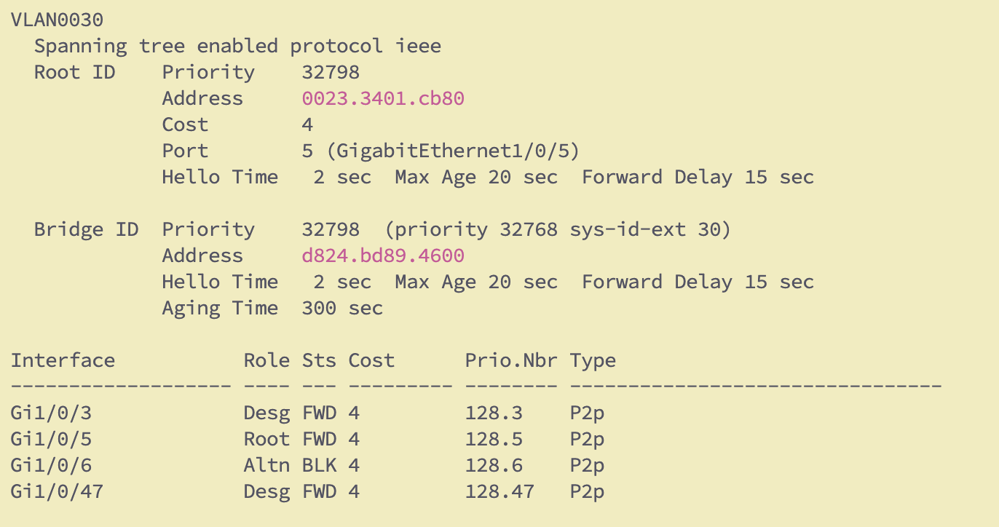 VLAN0030
  Spanning tree enabled protocol ieee
  Root ID    Priority    32798
             Address     0023.3401.cb80
             Cost        4
             Port        5 (GigabitEthernet1/0/5)
             Hello Time   2 sec  Max Age 20 sec  Forward Delay 15 sec

  Bridge ID  Priority    32798  (priority 32768 sys-id-ext 30)
             Address     d824.bd89.4600
             Hello Time   2 sec  Max Age 20 sec  Forward Delay 15 sec
             Aging Time  300 sec

Interface           Role Sts Cost      Prio.Nbr Type
------------------- ---- --- --------- -------- --------------------------------
Gi1/0/3             Desg FWD 4         128.3    P2p
Gi1/0/5             Root FWD 4         128.5    P2p
Gi1/0/6             Altn BLK 4         128.6    P2p
Gi1/0/47            Desg FWD 4         128.47   P2p